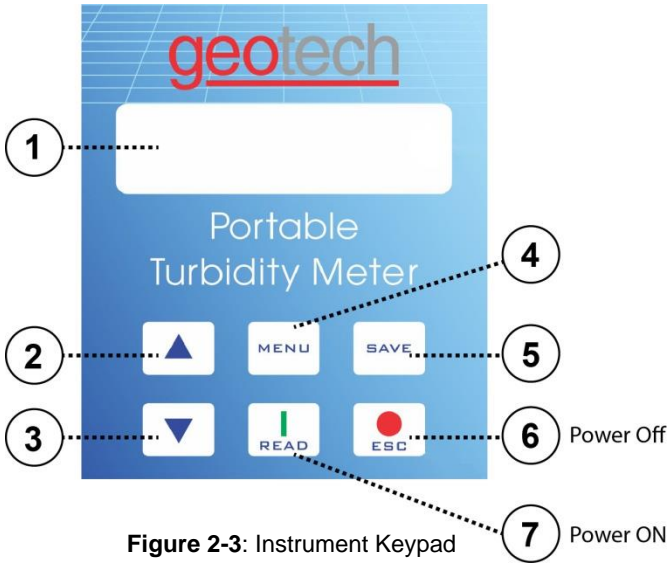 geotech
1
Portable
Turbidity Meter
4
2
MENU
SAVE
5
3
READ
ESC
6
Power Off
7
Power ON
Figure 2-3: Instrument Keypad